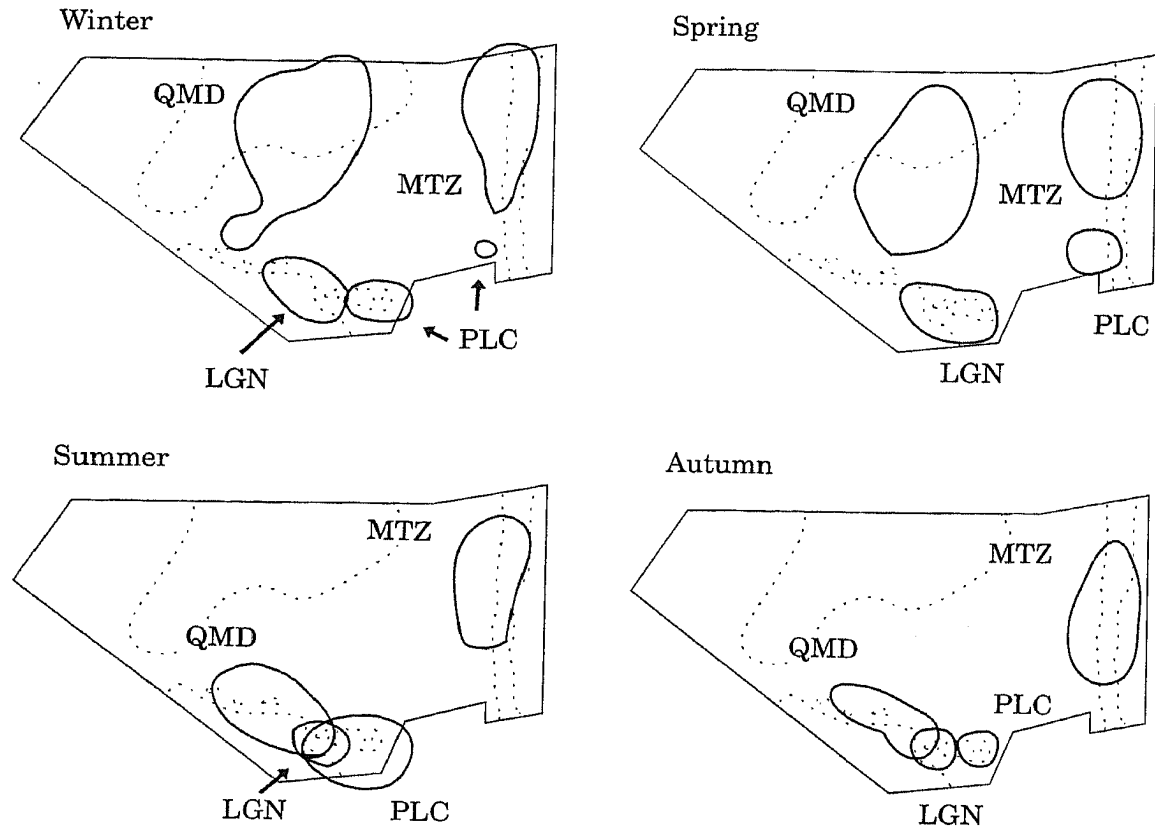 Winter
QMD
MTZ
PLC
LGN
Spring
QMD
MTZ
PLC
LGN
Summer
MTZ
QMD
LGN
PLC
Autumn
MTZ
QMD
PLC
LGN